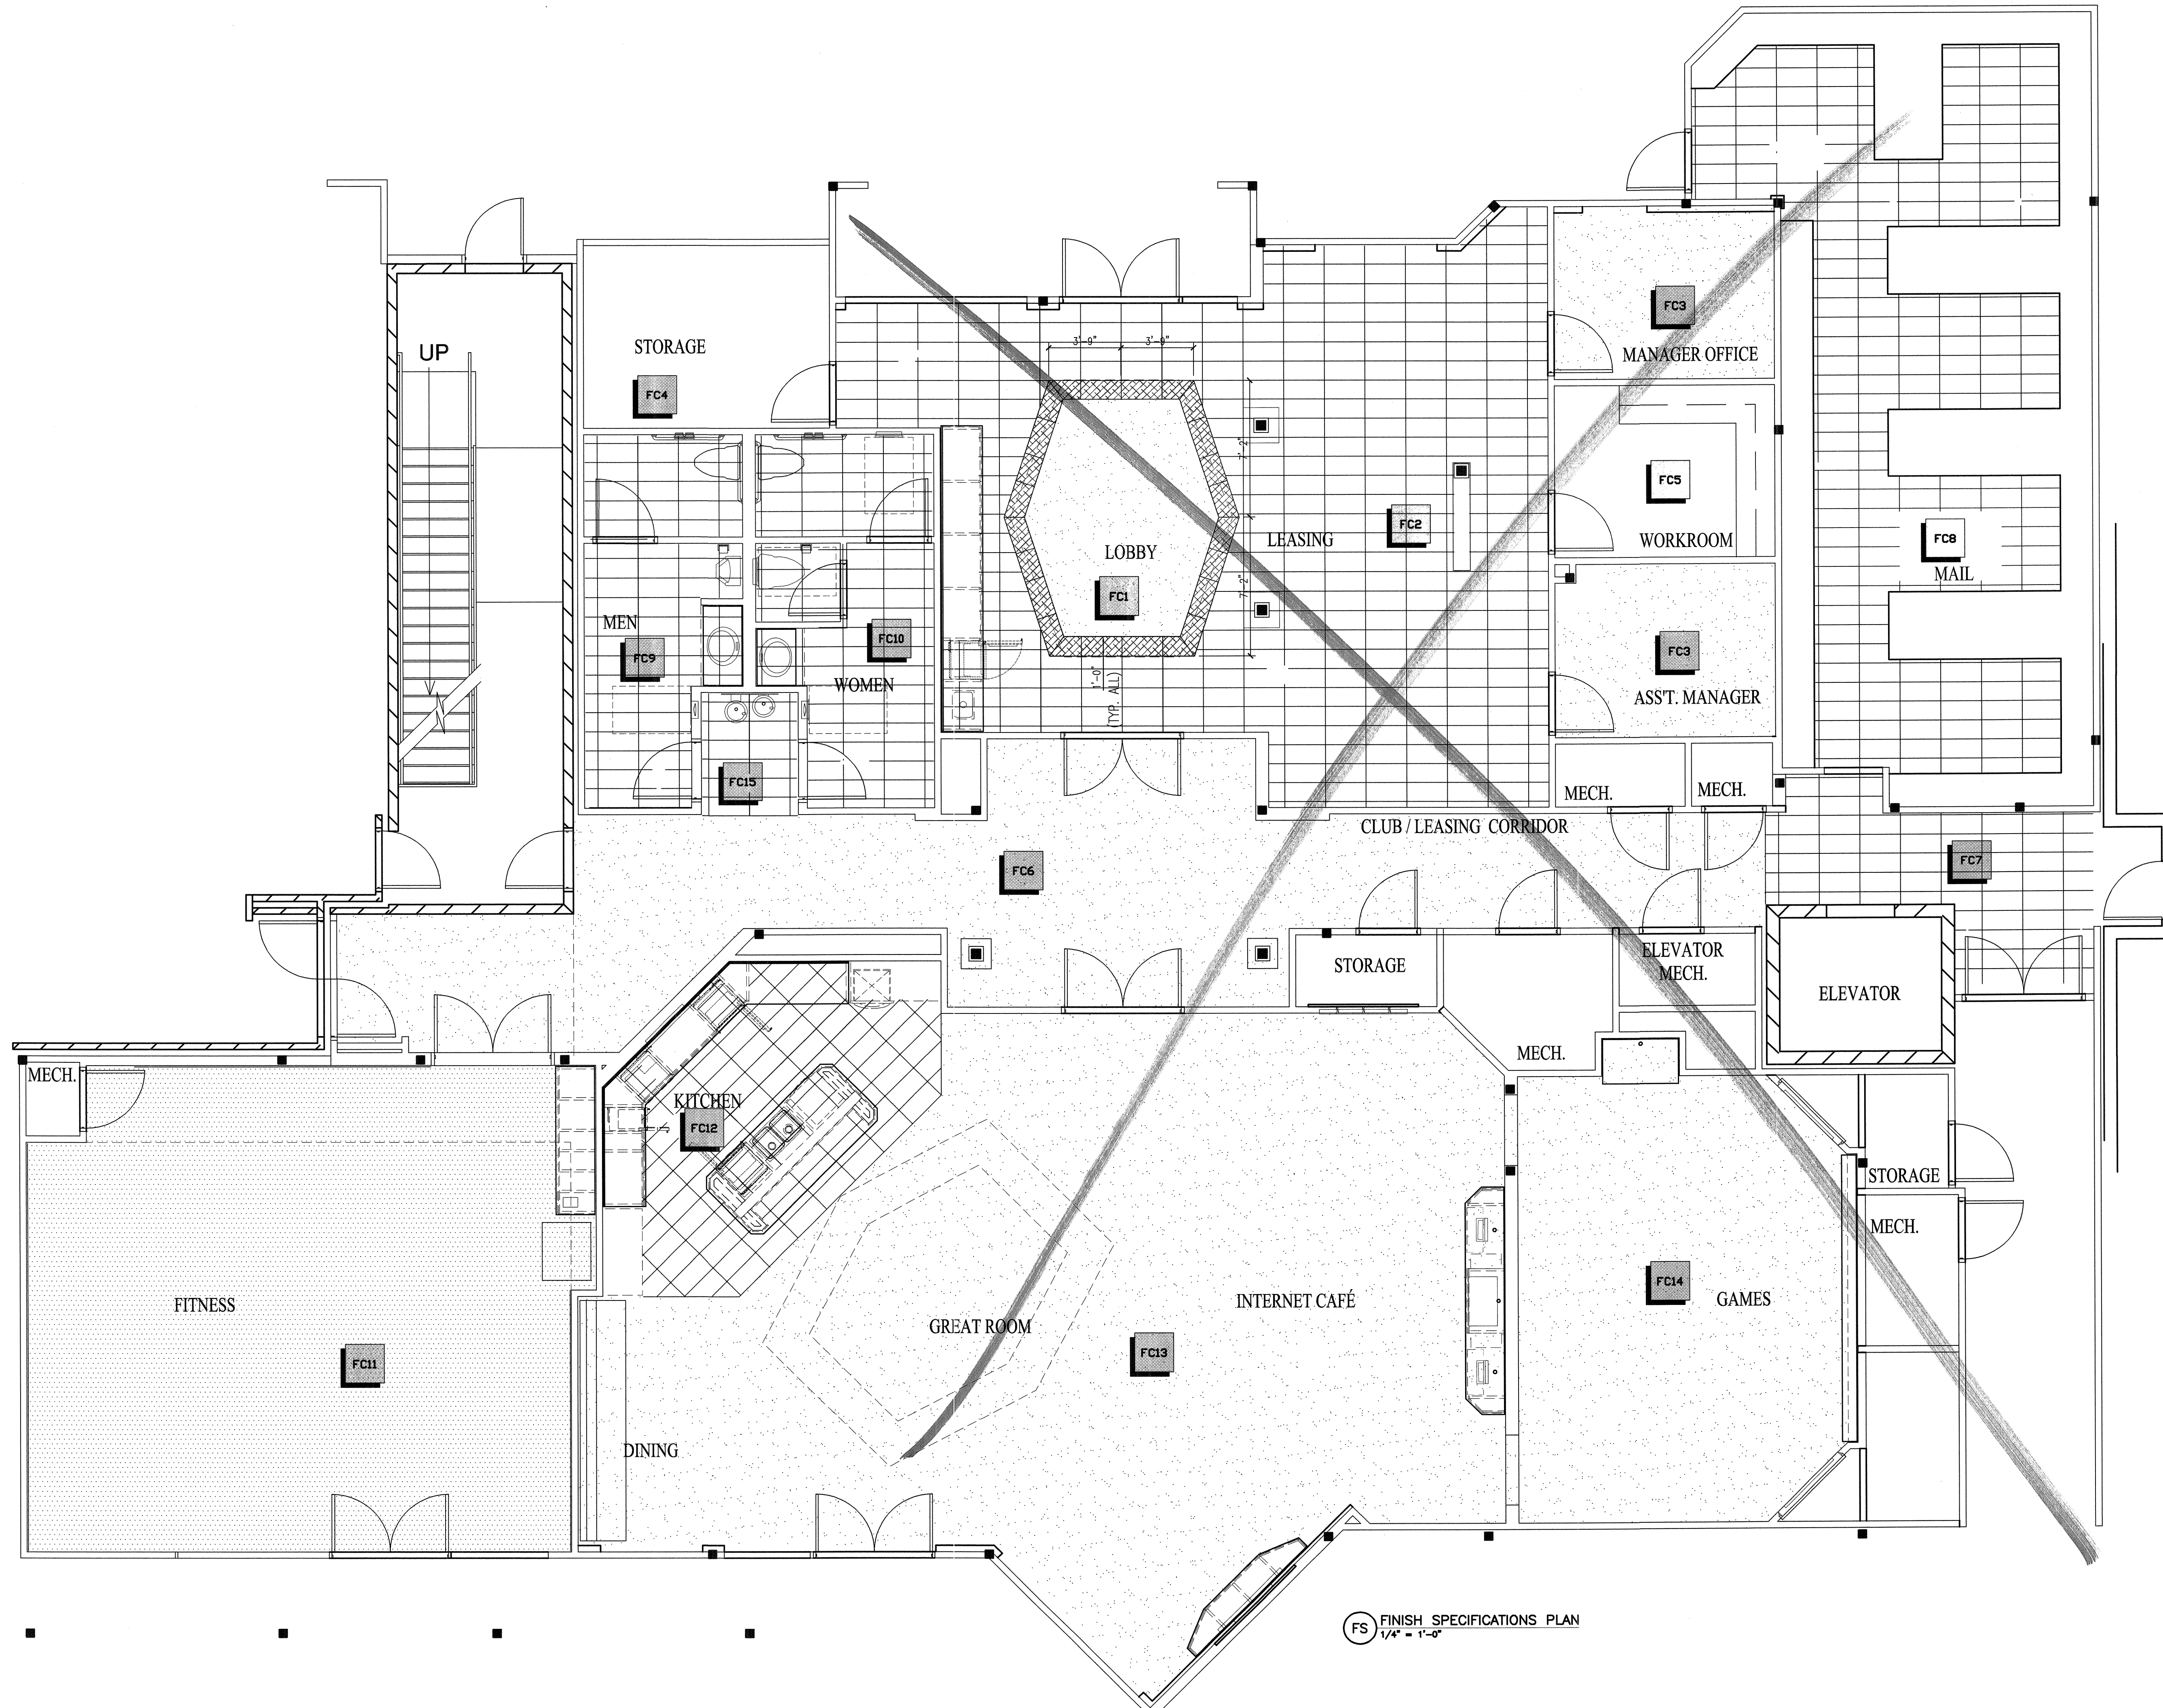 UP
STORAGE
FC4
3'-9"
3'-9"
FC3
MANAGER OFFICE
7'-2"
FC5
WORKROOM
LOBBY
FC1
LEASING
FC2
FC8
MAIL
7'-2"
MEN
FC9
FC10
WOMEN
1'-0"
(TYP. ALL)
FC3
ASS'T. MANAGER
FC15
MECH.
MECH.
CLUB / LEASING CORRIDOR
FC6
FC7
STORAGE
ELEVATOR
MECH.
ELEVATOR
MECH.
MECH.
KITCHEN
FC12
STORAGE
MECH.
FITNESS
FC11
GREAT ROOM
INTERNET CAFÉ
FC13
FC14
GAMES
DINING
FS
FINISH SPECIFICATIONS PLAN
1/4" = 1'-0"